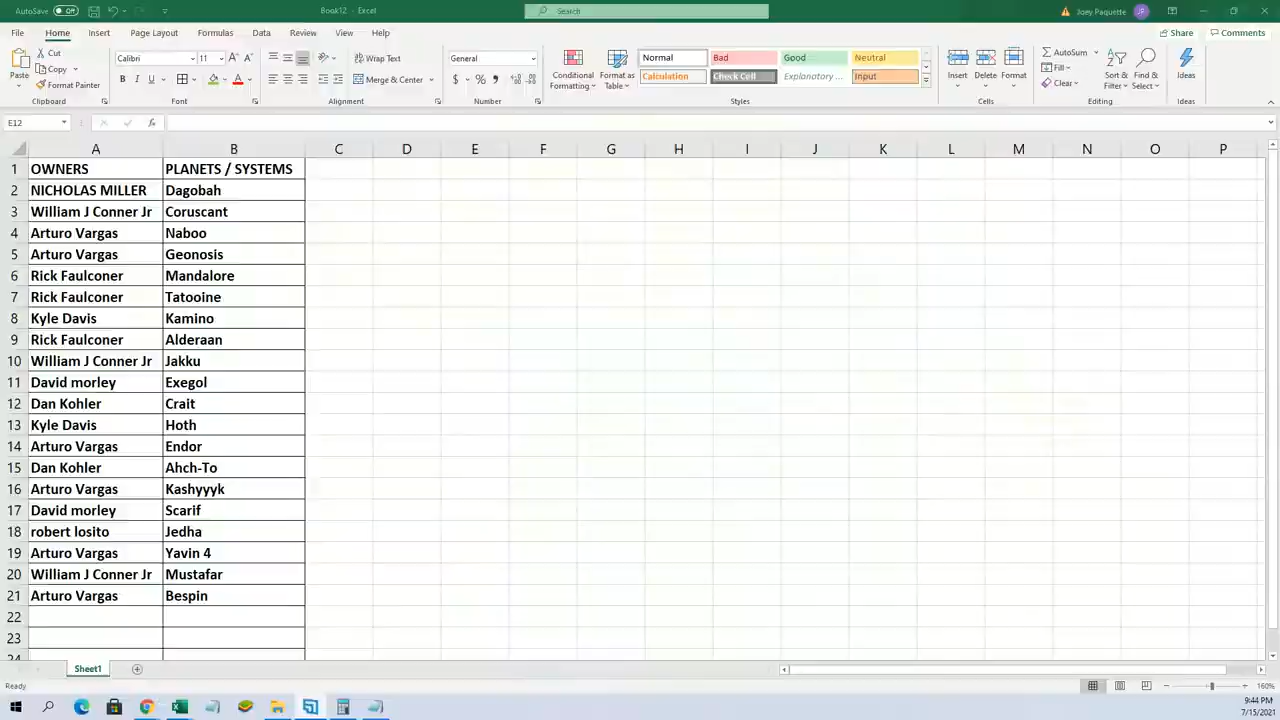 AutoSave Off Book12 - Excel Search Joey Paquette JP
File Home Insert Page Layout Formulas Data Review View Help Share Comments
Paste Cut Copy Format Painter Clipboard
Calibri 11 B I U A Font
Wrap Text Merge & Center Alignment
General $ % Number
Conditional Formatting Format as Table Normal Bad Good Neutral Calculation Check Cell Explanatory ... Input Styles
Insert Delete Format Cells
AutoSum Fill Clear Sort & Filter Find & Select Editing
Ideas Ideas
E12 fx
A B C D E F G H I J K L M N O P
1 OWNERS PLANETS / SYSTEMS
2 NICHOLAS MILLER Dagobah
3 William J Conner Jr Coruscant
4 Arturo Vargas Naboo
5 Arturo Vargas Geonosis
6 Rick Faulconer Mandalore
7 Rick Faulconer Tatooine
8 Kyle Davis Kamino
9 Rick Faulconer Alderaan
10 William J Conner Jr Jakku
11 David morley Exegol
12 Dan Kohler Crait
13 Kyle Davis Hoth
14 Arturo Vargas Endor
15 Dan Kohler Ahch-To
16 Arturo Vargas Kashyyyk
17 David morley Scarif
18 robert losito Jedha
19 Arturo Vargas Yavin 4
20 William J Conner Jr Mustafar
21 Arturo Vargas Bespin
22
23
24
Sheet1
Ready 160%
9:44 PM
7/15/2021